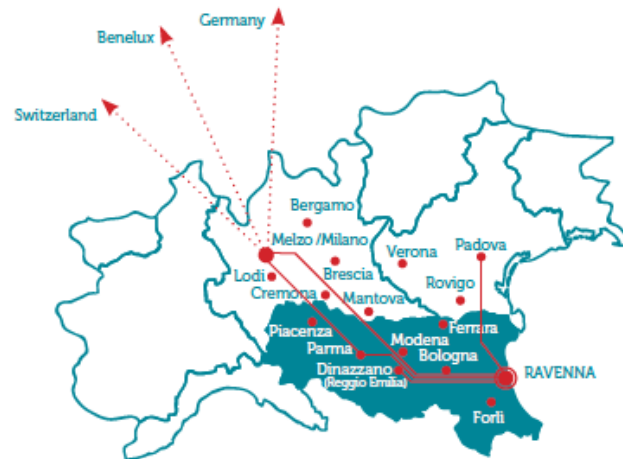 Germany
Benelux
Switzerland
Bergamo
Melzo /Milano
Verona
Padova
Lodi
Brescia
Cremona
Mantova
Rovigo
Piacenza
Ferrara
Parma
Modena
Bologna
Dinazzano
(Reggio Emilia)
RAVENNA
Forlì